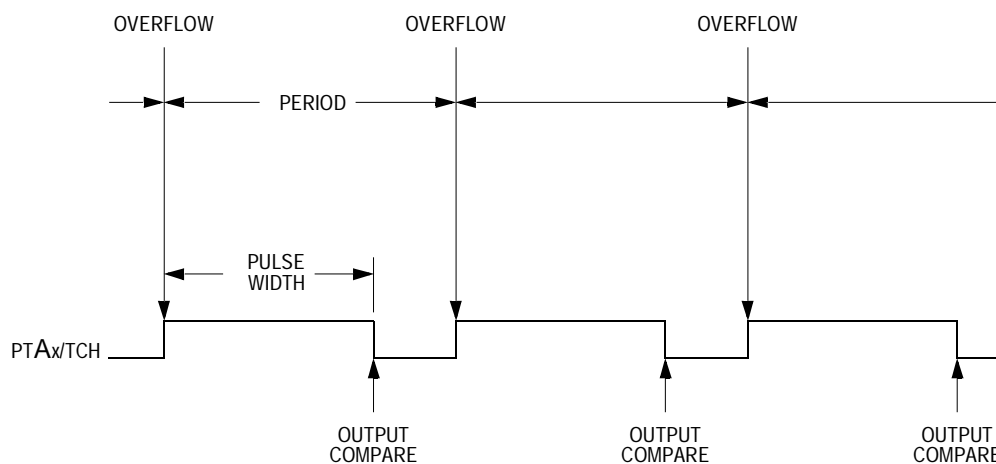 OVERFLOW OVERFLOW OVERFLOW
PERIOD
PULSE
WIDTH
PTAx/TCH
OUTPUT OUTPUT OUTPUT
COMPARE COMPARE COMPARE